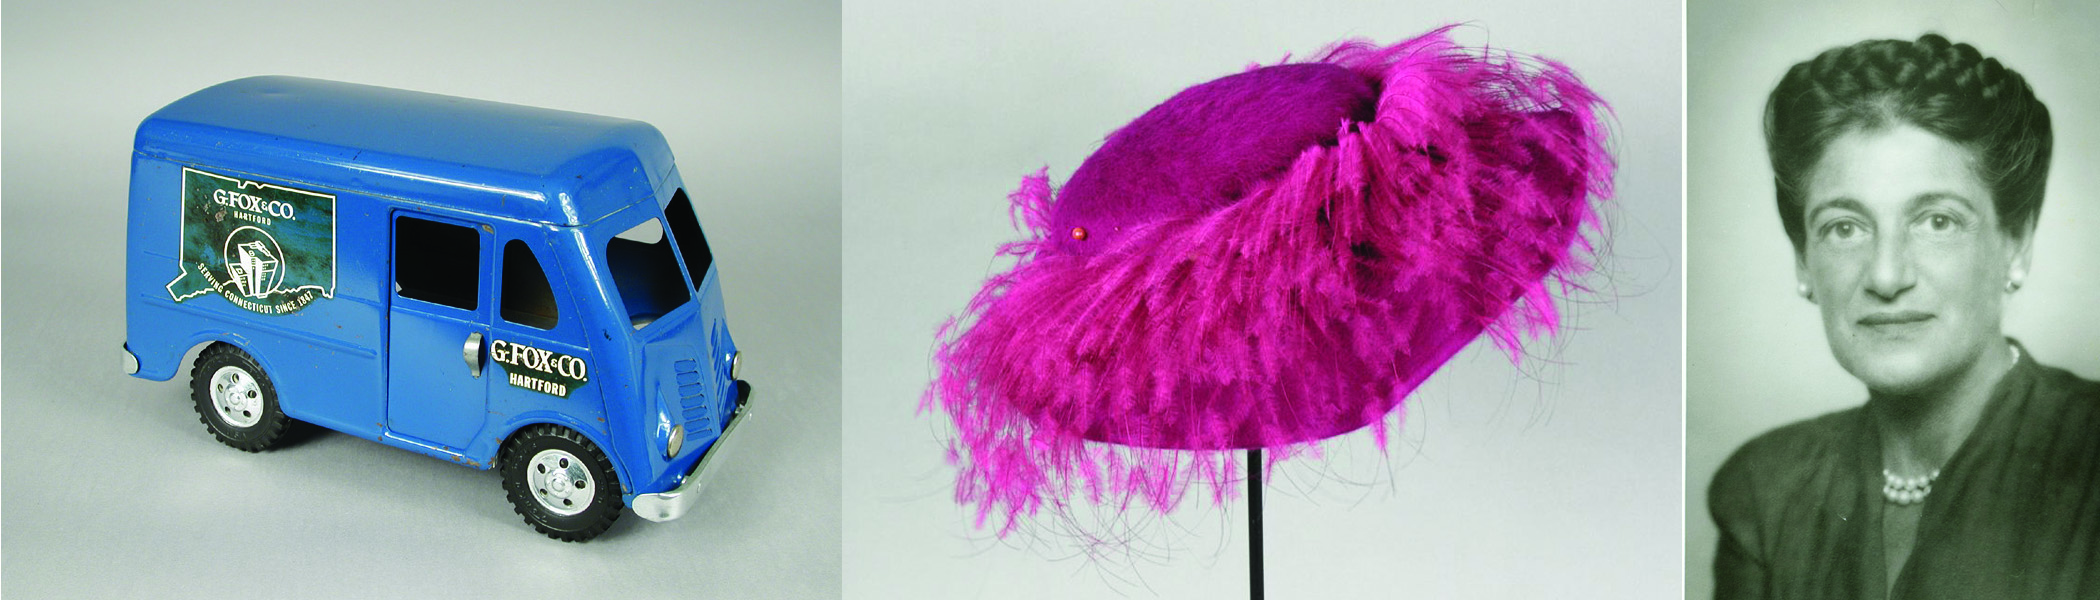 G. FOX & CO.
HARTFORD
SERVING CONNECTICUT SINCE 1847
G. FOX & CO.
HARTFORD